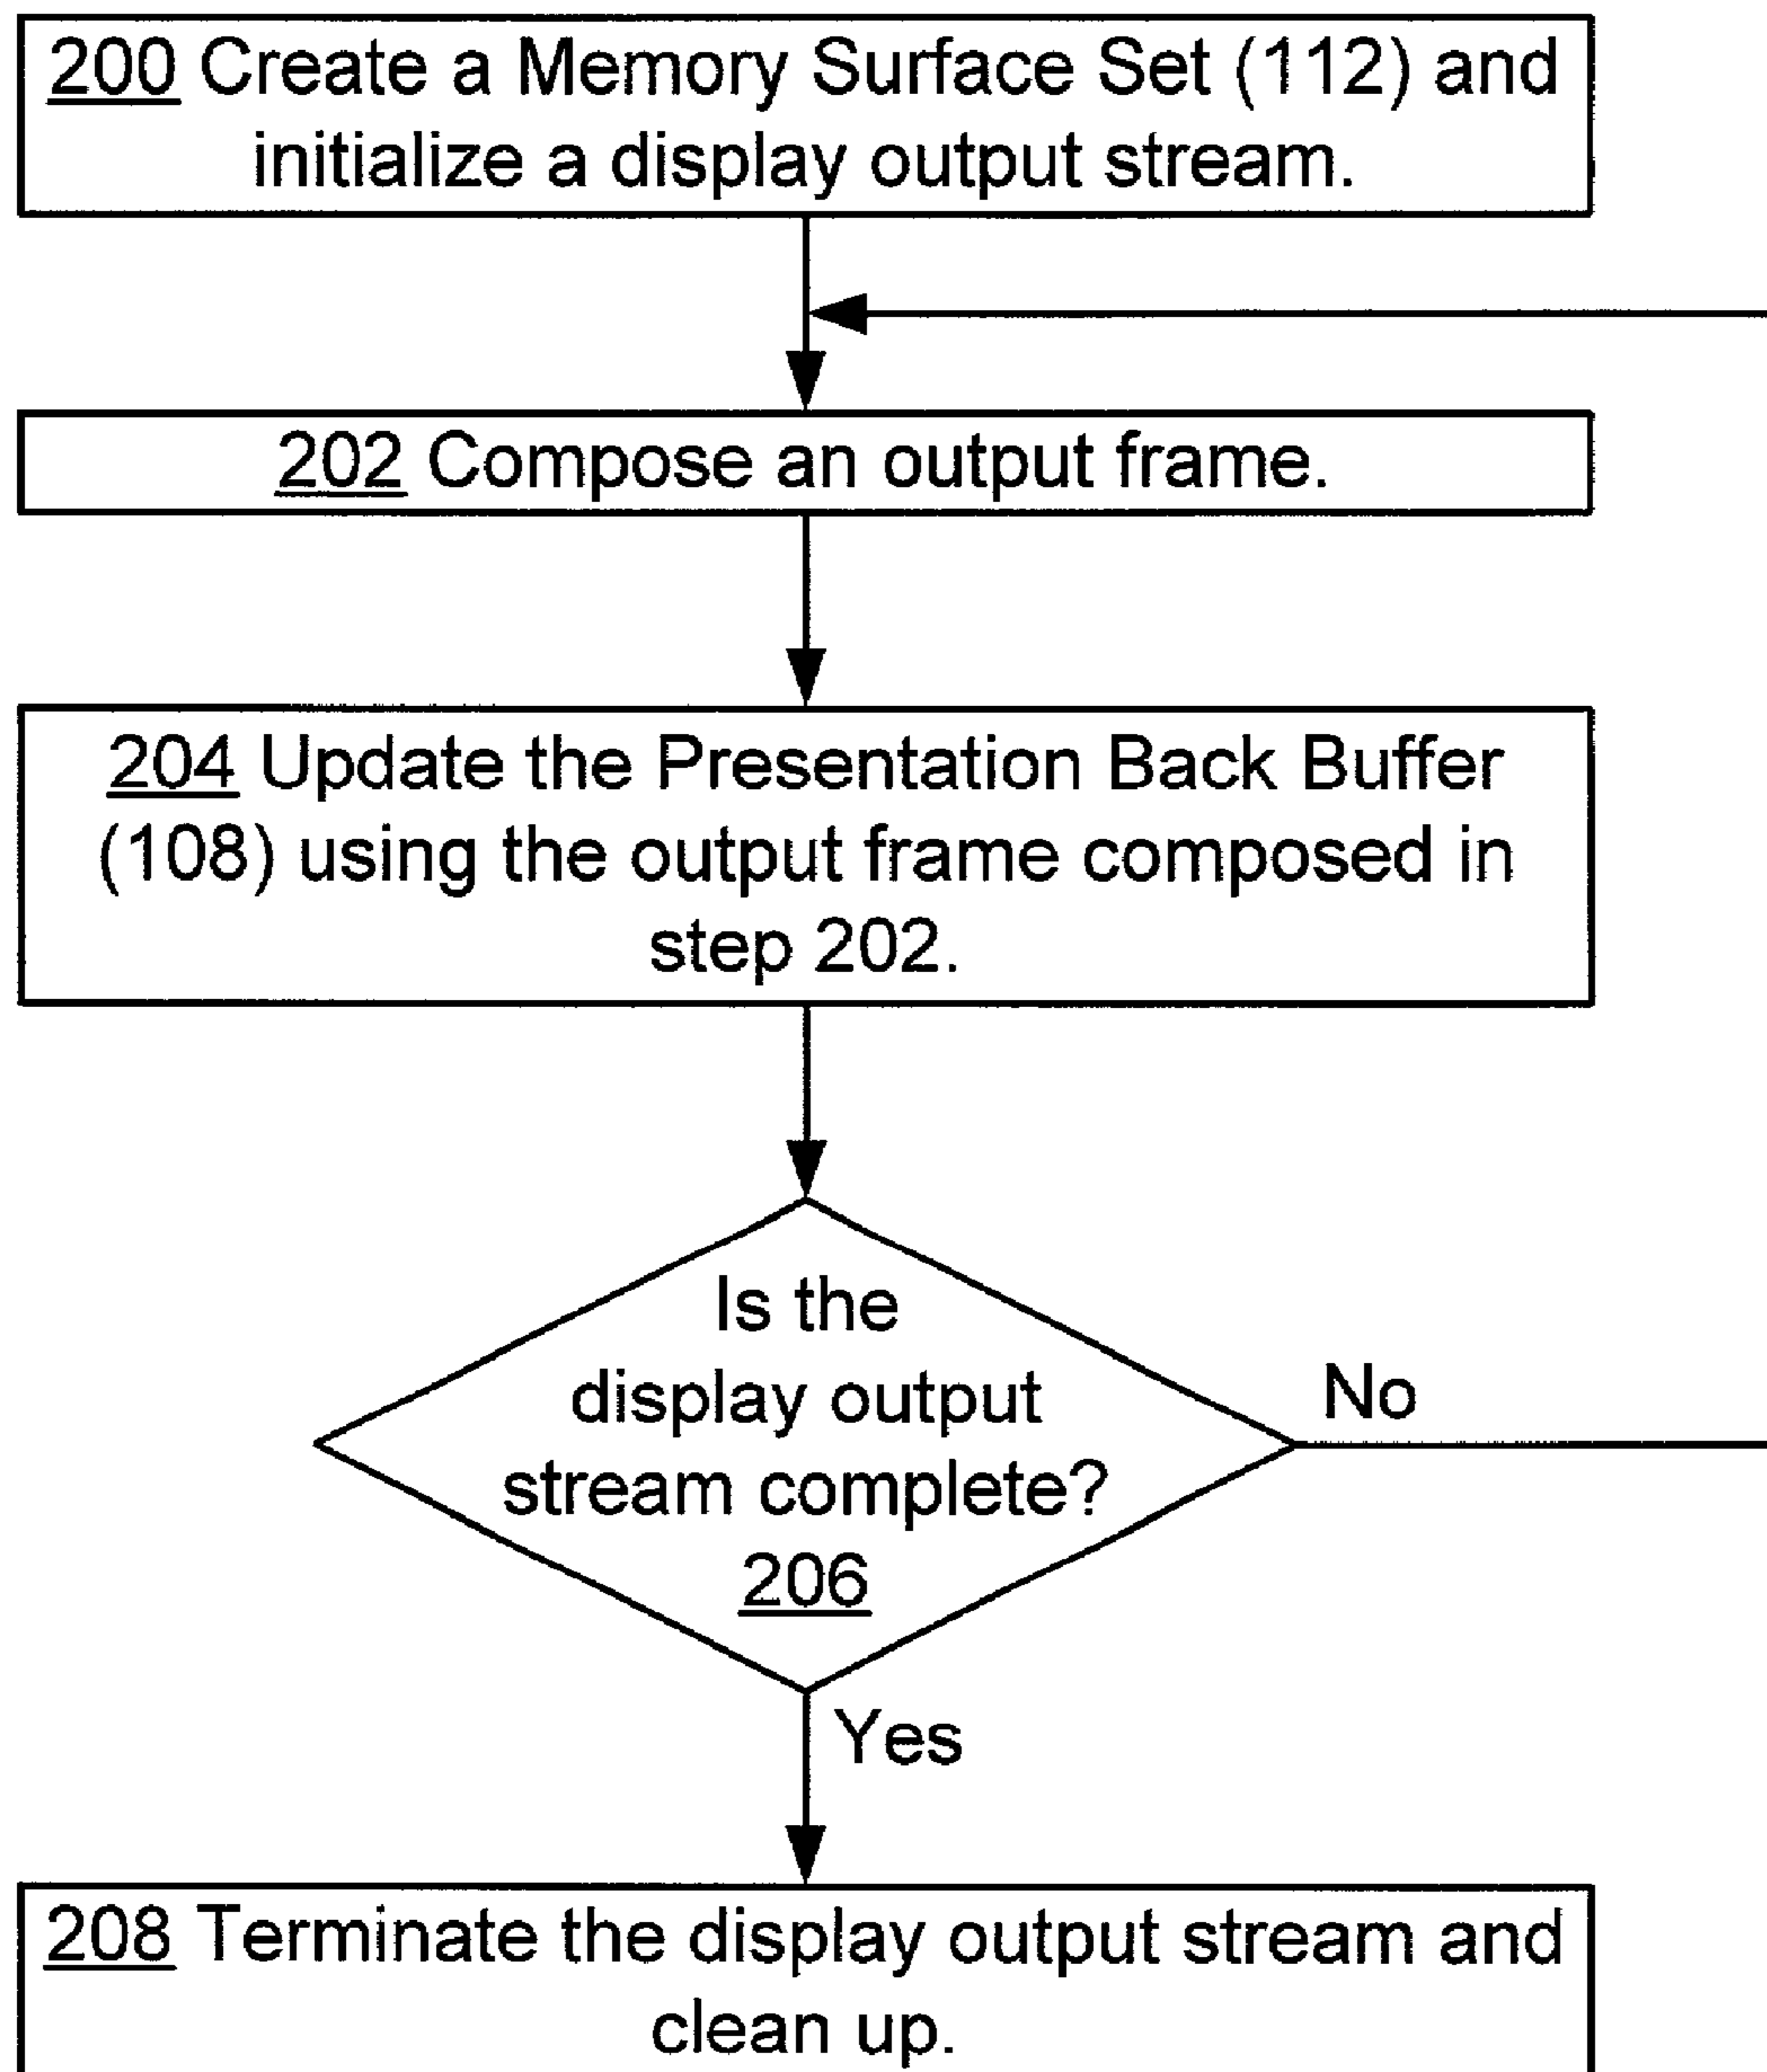 200 Create a Memory Surface Set (112) and
initialize a display output stream.
202 Compose an output frame.
204 Update the Presentation Back Buffer
(108) using the output frame composed in
step 202.
Is the
display output
stream complete?
206
No
Yes
208 Terminate the display output stream and
clean up.